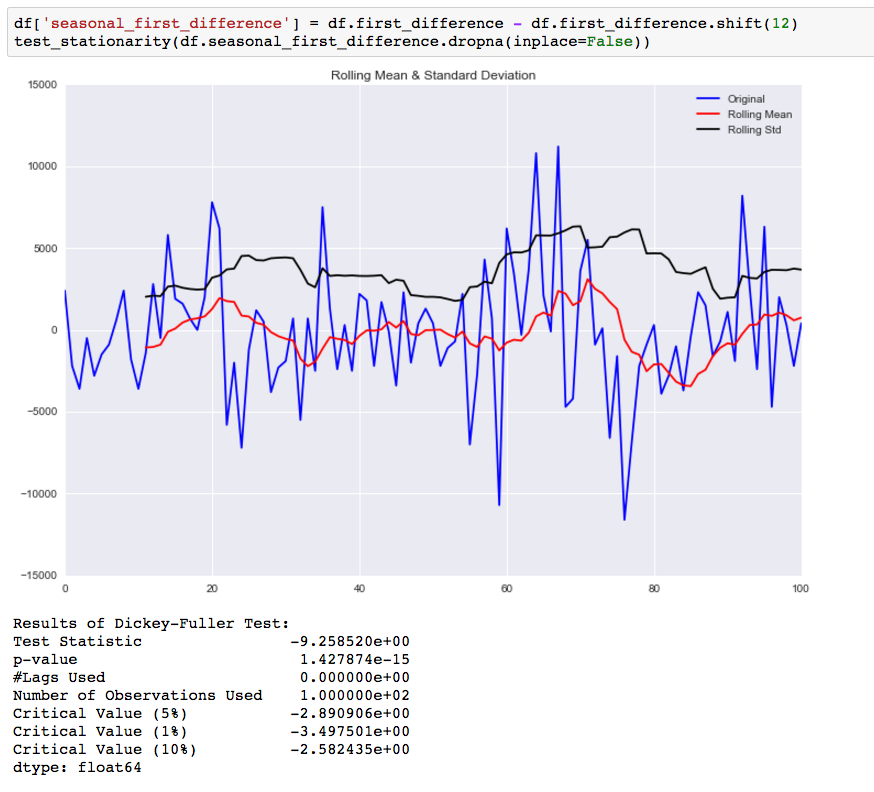 df['seasonal_first_difference'] = df.first_difference - df.first_difference.shift(12)
test_stationarity(df.seasonal_first_difference.dropna(inplace=False))
Rolling Mean & Standard Deviation
15000
10000
5000
0
−5000
−10000
−15000
0 20 40 60 80 100
Original
Rolling Mean
Rolling Std
Results of Dickey-Fuller Test:
Test Statistic -9.258520e+00
p-value 1.427874e-15
#Lags Used 0.000000e+00
Number of Observations Used 1.000000e+02
Critical Value (5%) -2.890906e+00
Critical Value (1%) -3.497501e+00
Critical Value (10%) -2.582435e+00
dtype: float64